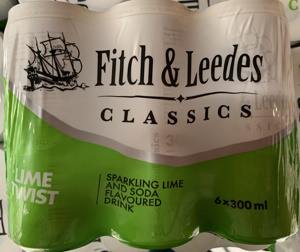 Fitch & Leedes
CLASSICS
LIME
TWIST
SPARKLING LIME
AND SODA
FLAVOURED
DRINK
6×300 ml